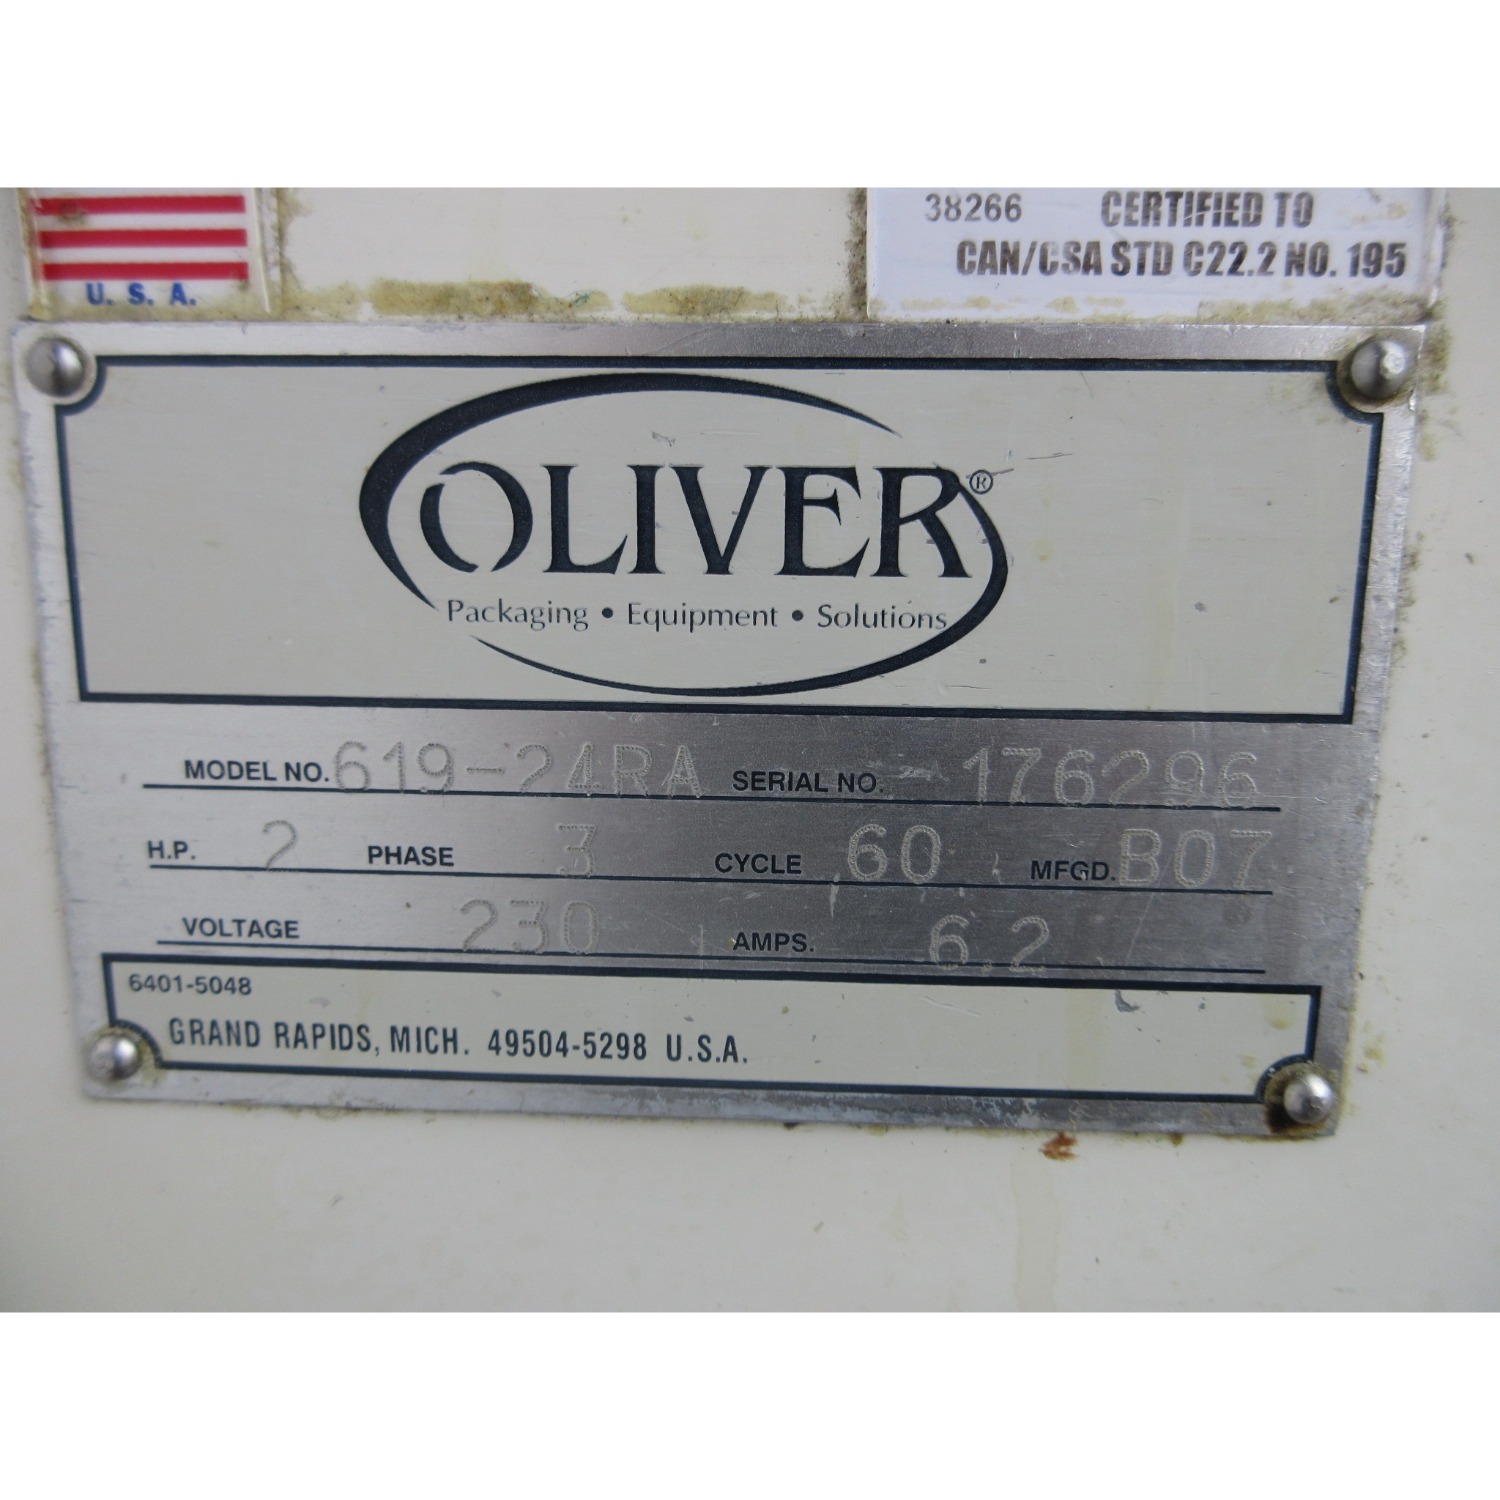 U. S. A.
38266 CERTIFIED TO
CAN/CSA STD C22.2 NO. 195
OLIVER®
Packaging • Equipment • Solutions
MODEL NO. 619-24RA SERIAL NO. 176296
H.P. 2 PHASE 3 CYCLE 60 MFGD. B07
VOLTAGE 230 AMPS. 6.2
6401-5048
GRAND RAPIDS, MICH. 49504-5298 U.S.A.